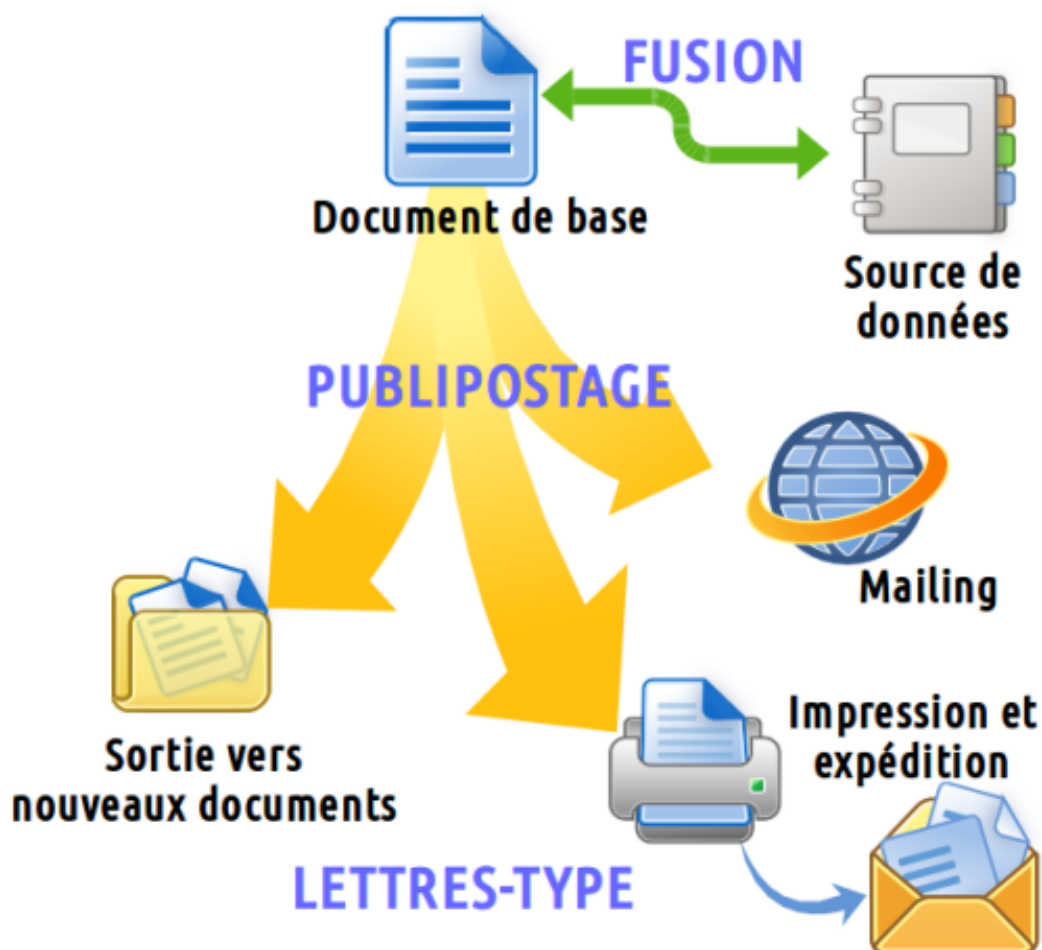 FUSION
Document de base
Source de
données
PUBLIPOSTAGE
Mailing
Sortie vers
nouveaux documents
Impression et
expédition
LETTRES-TYPE